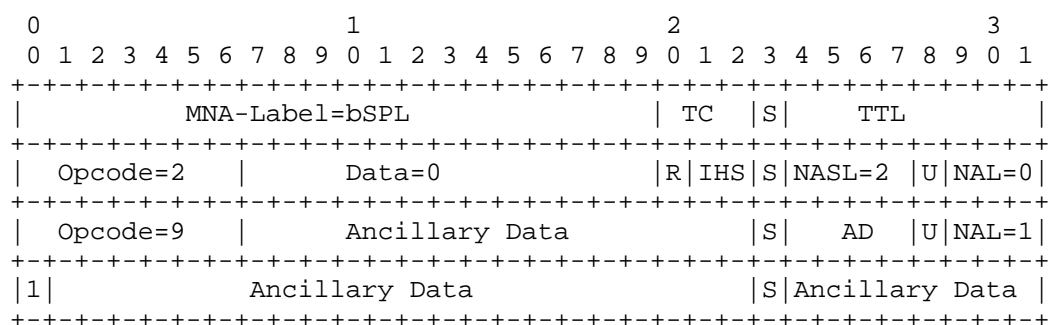 0                   1                   2                   3
 0 1 2 3 4 5 6 7 8 9 0 1 2 3 4 5 6 7 8 9 0 1 2 3 4 5 6 7 8 9 0 1
+-+-+-+-+-+-+-+-+-+-+-+-+-+-+-+-+-+-+-+-+-+-+-+-+-+-+-+-+-+-+-+-+
|          MNA-Label=bSPL               | TC  |S|    TTL        |
+-+-+-+-+-+-+-+-+-+-+-+-+-+-+-+-+-+-+-+-+-+-+-+-+-+-+-+-+-+-+-+-+
|  Opcode=2   |      Data=0             |R|IHS|S|NASL=2 |U|NAL=0|
+-+-+-+-+-+-+-+-+-+-+-+-+-+-+-+-+-+-+-+-+-+-+-+-+-+-+-+-+-+-+-+-+
|  Opcode=9   |      Ancillary Data           |S|   AD  |U|NAL=1|
+-+-+-+-+-+-+-+-+-+-+-+-+-+-+-+-+-+-+-+-+-+-+-+-+-+-+-+-+-+-+-+-+
|1|            Ancillary Data                 |S|Ancillary Data |
+-+-+-+-+-+-+-+-+-+-+-+-+-+-+-+-+-+-+-+-+-+-+-+-+-+-+-+-+-+-+-+-+